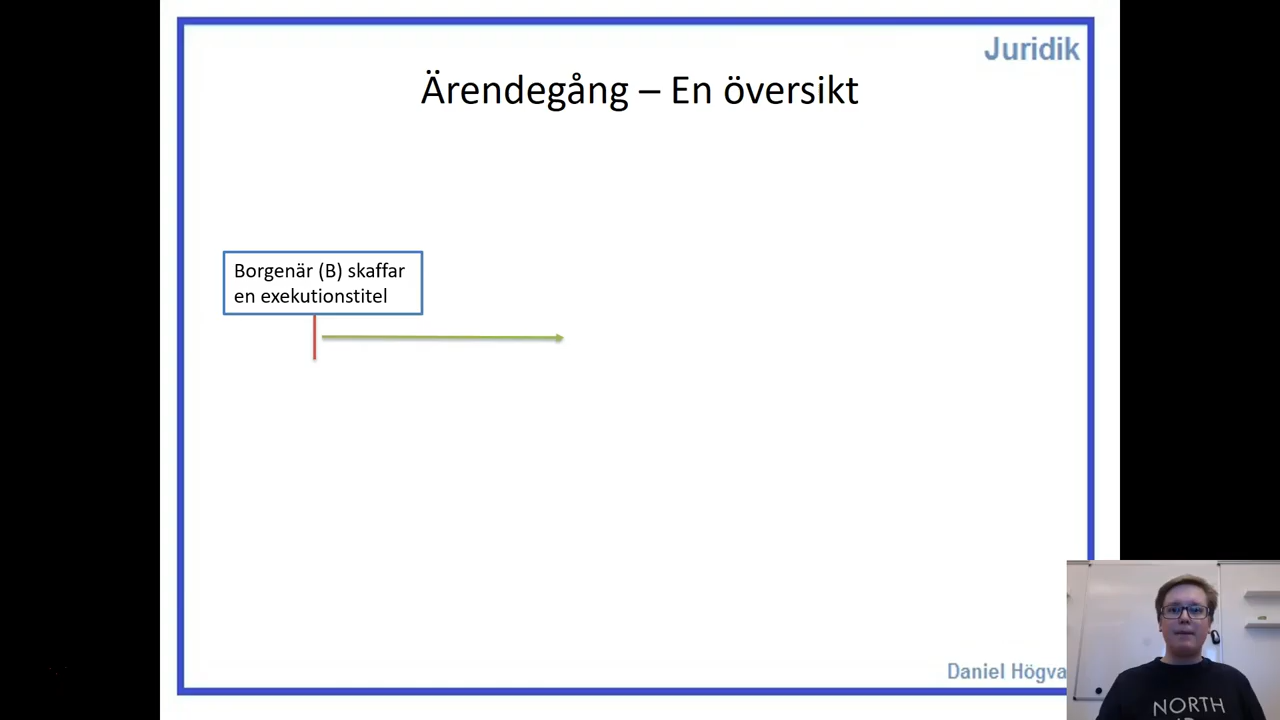 Juridik
Ärendegång – En översikt
Borgenär (B) skaffar
en exekutionstitel
Daniel Högva
NORTH